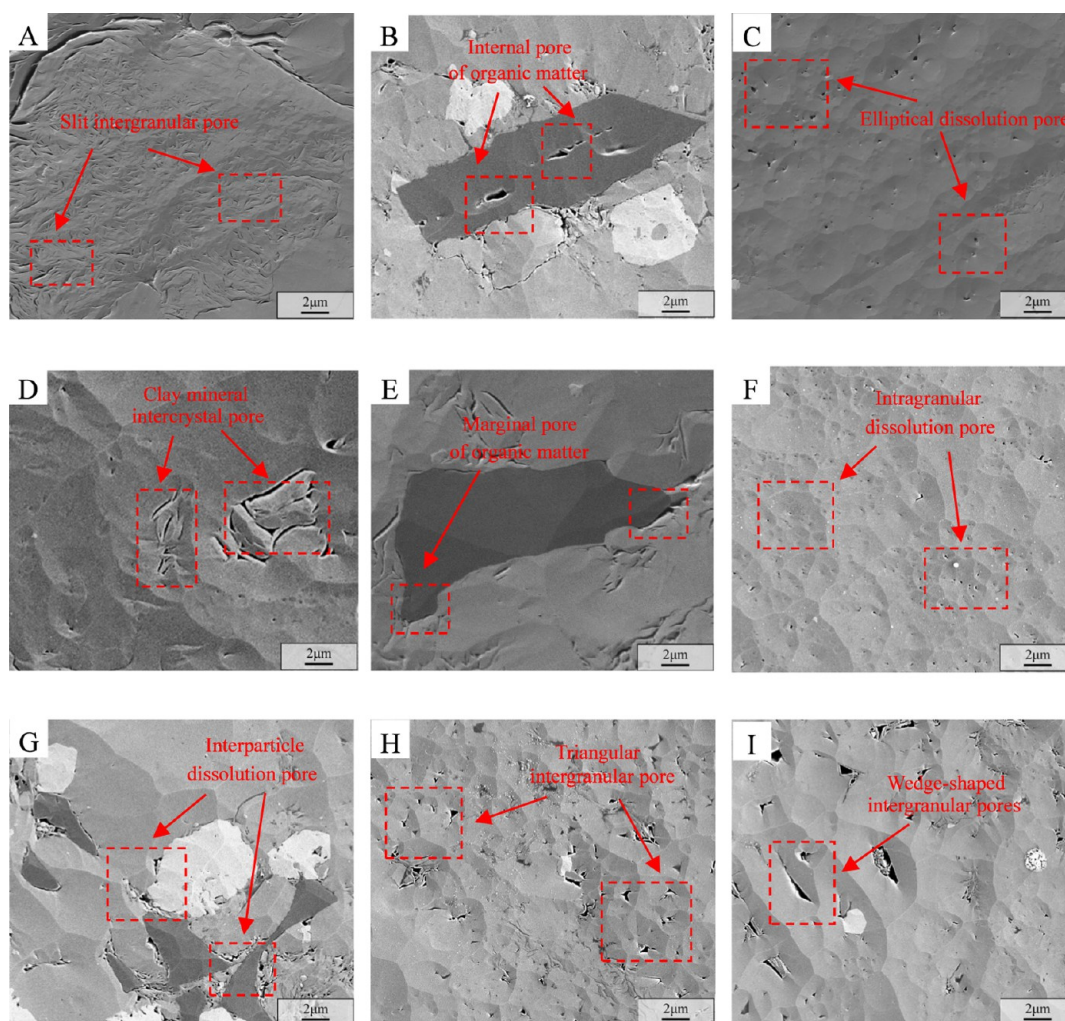 A
Slit intergranular pore
2μm
B
Internal pore
of organic matter
2μm
C
Elliptical dissolution pore
2μm
D
Clay mineral
intercrystal pore
2μm
E
Marginal pore
of organic matter
2μm
F
Intragranular
dissolution pore
2μm
G
Interparticle
dissolution pore
2μm
H
Triangular
intergranular pore
2μm
I
Wedge-shaped
intergranular pores
2μm